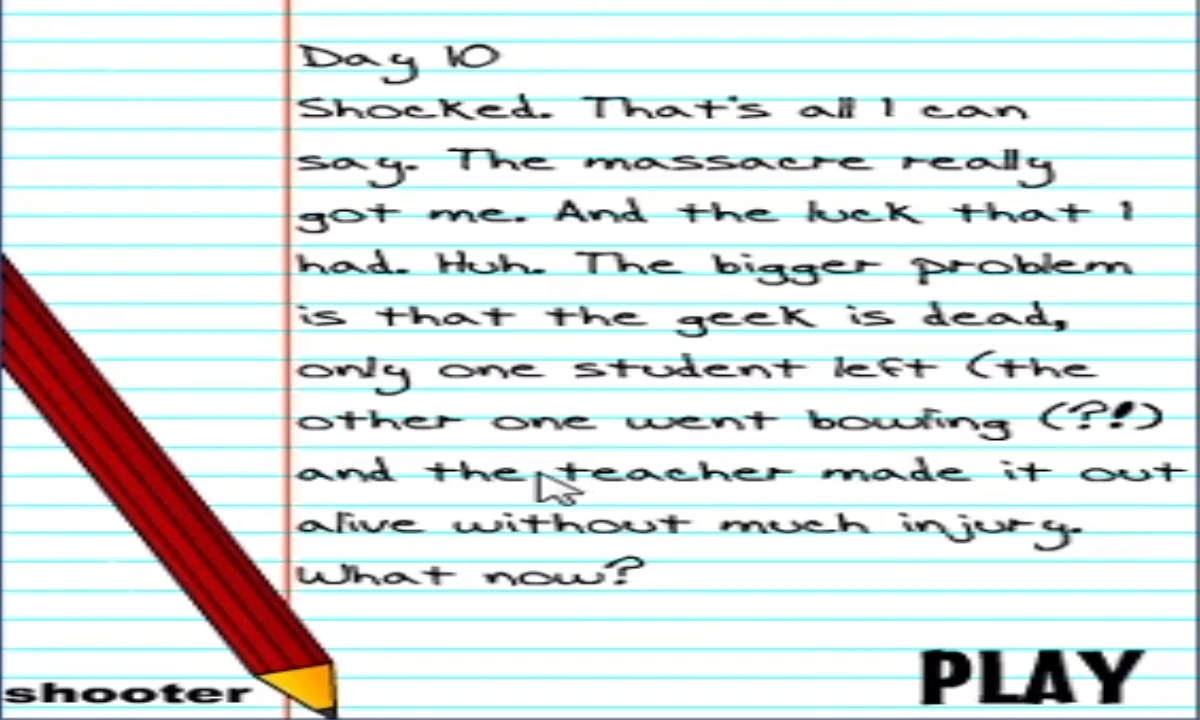 Day 10
Shocked. That's all I can
say. The massacre really
got me. And the luck that I
had. Huh. The bigger problem
is that the geek is dead,
only one student left (the
other one went bowling (?!)
and the teacher made it out
alive without much injury.
What now?
shooter
PLAY